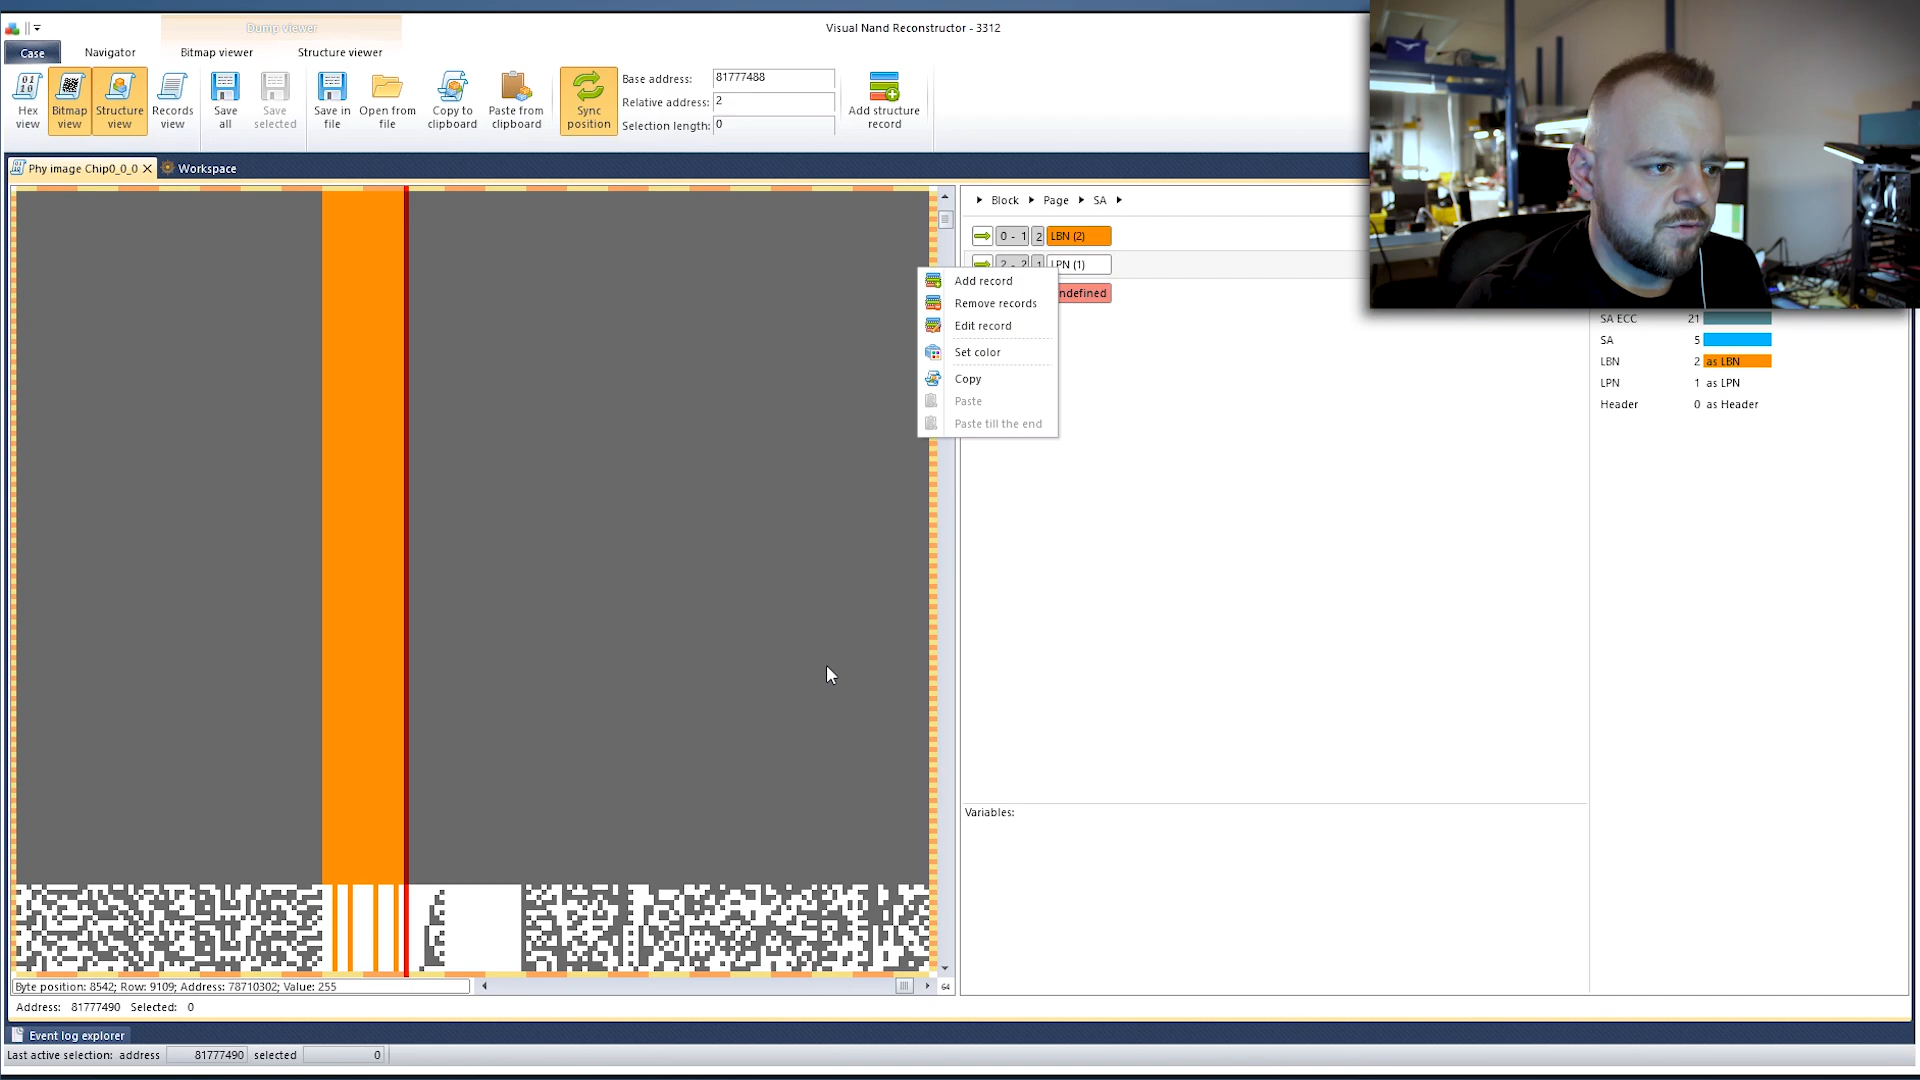 Dump viewer
Visual Nand Reconstructor - 3312
Case
Navigator
Bitmap viewer
Structure viewer
Hex view
Bitmap view
Structure view
Records view
Save all
Save selected
Save in file
Open from file
Copy to clipboard
Paste from clipboard
Sync position
Base address: 81777488
Relative address: 2
Selection length: 0
Add structure record
Phy image Chip0_0_0
Workspace
Block Page SA
0 - 1 2 LBN (2)
2 - 2 1 LPN (1)
ndefined
Add record
Remove records
Edit record
Set color
Copy
Paste
Paste till the end
SA ECC 21
SA 5
LBN 2 as LBN
LPN 1 as LPN
Header 0 as Header
Variables:
Byte position: 8542; Row: 9109; Address: 78710302; Value: 255
64
Address: 81777490 Selected: 0
Event log explorer
Last active selection: address 81777490 selected 0